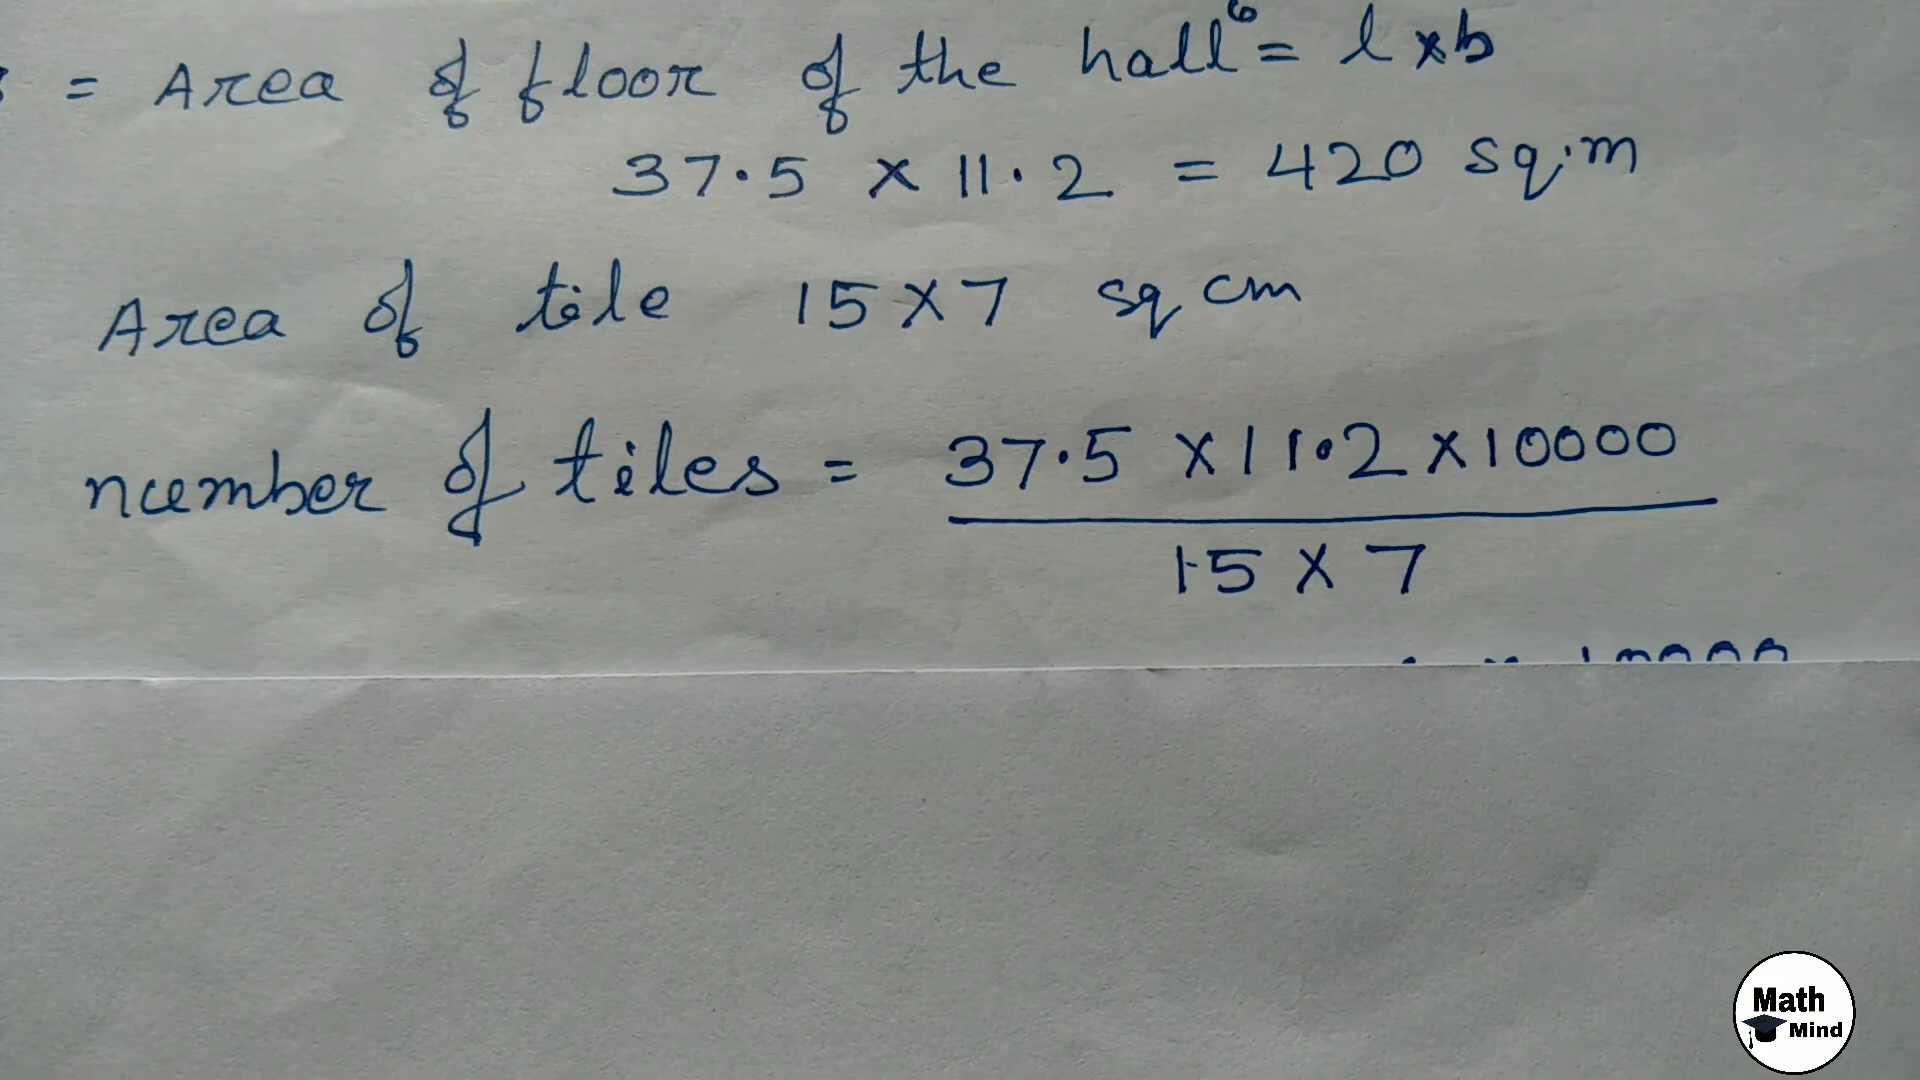 = Area of floor of the hall = l × b
37.5 × 11.2 = 420 sq.m
Area of tile 15 × 7 sq cm
number of tiles = 37.5 × 11.2 × 10000
15 × 7
Math
Mind